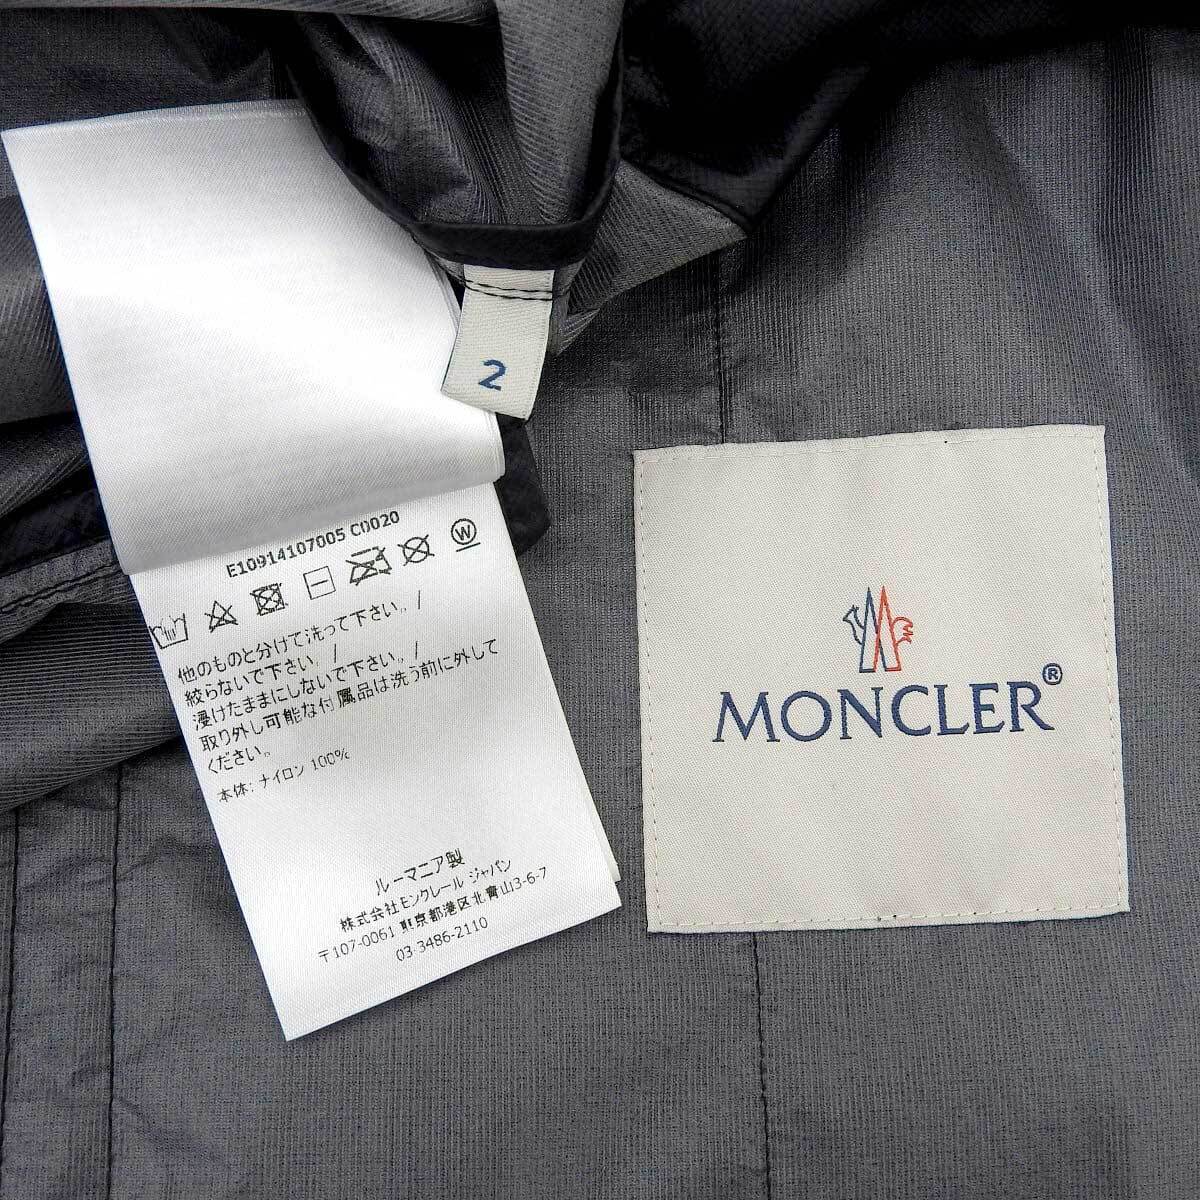 2
E10914107005 C0020
W
他のものと分けて洗って下さい。/
絞らないで下さい。/
浸けたままにしないで下さい。/
取り外し可能な付属品は洗う前に外して
ください。
本体: ナイロン 100%
ルーマニア製
株式会社モンクレール ジャパン
〒107-0061 東京都港区北青山3-6-7
03-3486-2110
MONCLER®